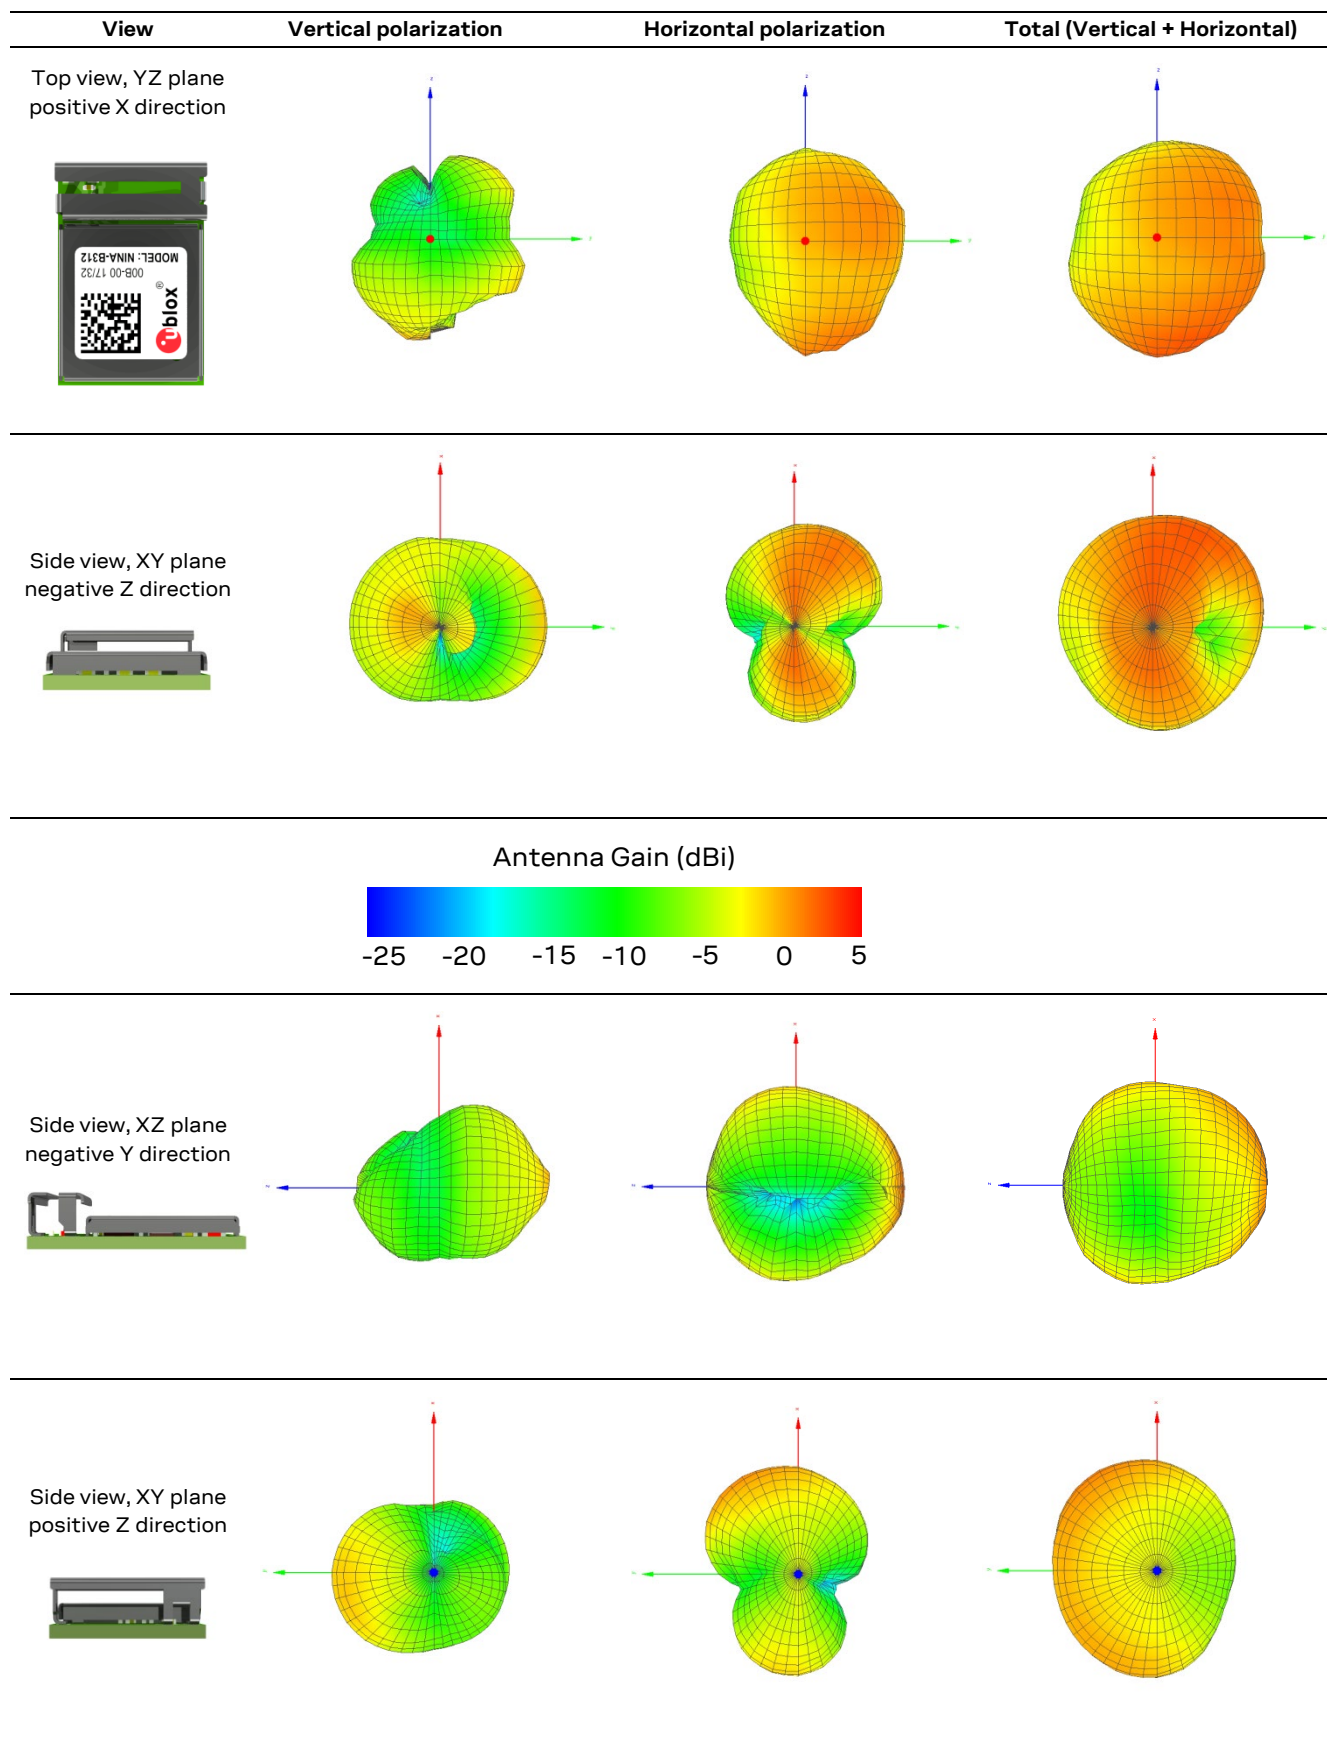 View Vertical polarization Horizontal polarization Total (Vertical + Horizontal)
Top view, YZ plane
positive X direction
MODEL: NINA-B312
00B-00 17/32
ublox®
Side view, XY plane
negative Z direction
Antenna Gain (dBi)
-25 -20 -15 -10 -5 0 5
Side view, XZ plane
negative Y direction
Side view, XY plane
positive Z direction